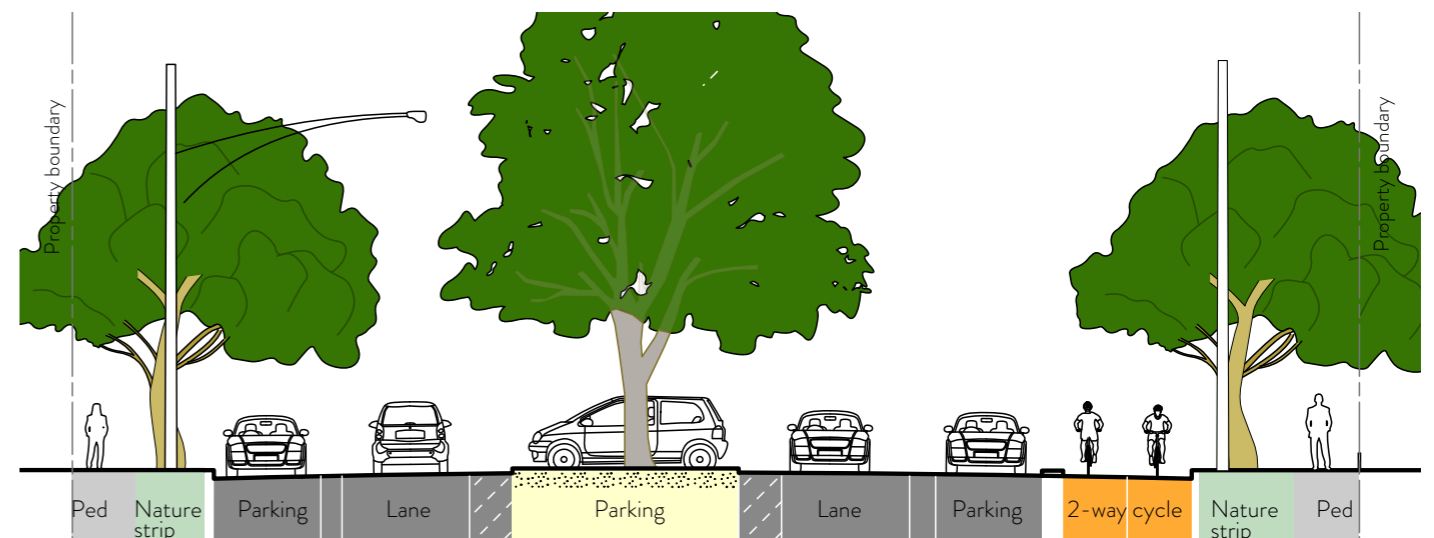 Property boundary
Property boundary
Ped
Nature
strip
Parking
Lane
Parking
Lane
Parking
2-way cycle
Nature
strip
Ped